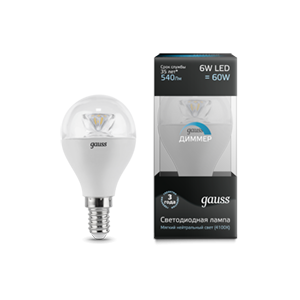 Срок службы
35 лет*
540Лм
6W LED
= 60W
gauss
ДИММЕР
gauss
gauss
3
года
Светодиодная лампа
Мягкий нейтральный свет (4100К)